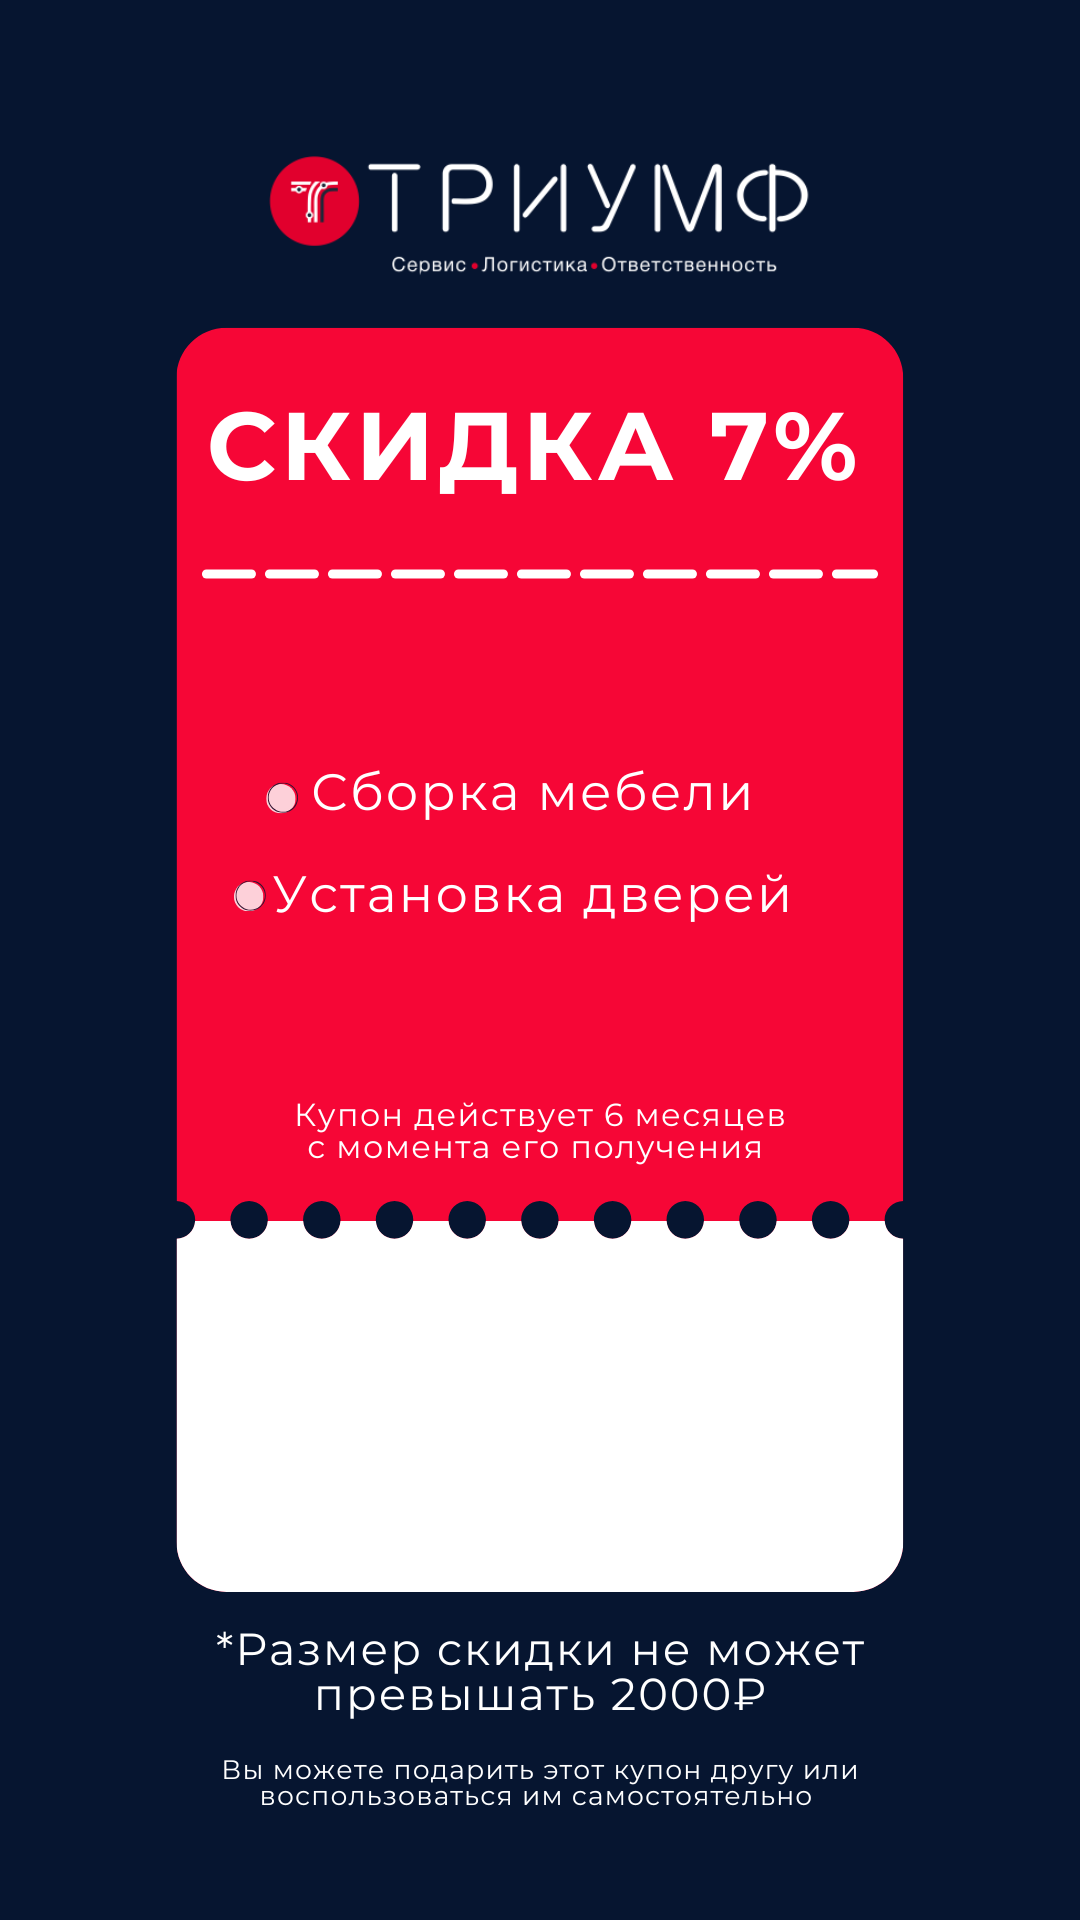 ТРИУМФ
Сервис•Логистика•Ответственность
СКИДКА 7%
Сборка мебели
Установка дверей
Купон действует 6 месяцев
с момента его получения
*Размер скидки не может
превышать 2000₽
Вы можете подарить этот купон другу или
воспользоваться им самостоятельно